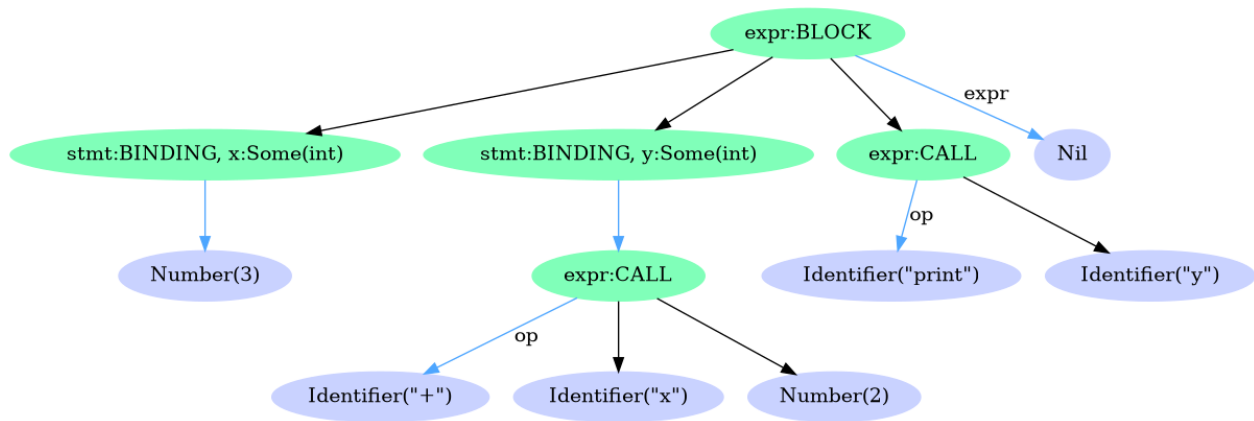 expr:BLOCK
expr
stmt:BINDING, x:Some(int)
stmt:BINDING, y:Some(int)
expr:CALL
Nil
op
Number(3)
expr:CALL
Identifier(\"print\")
Identifier(\"y\")
op
Identifier(\"+\")
Identifier(\"x\")
Number(2)